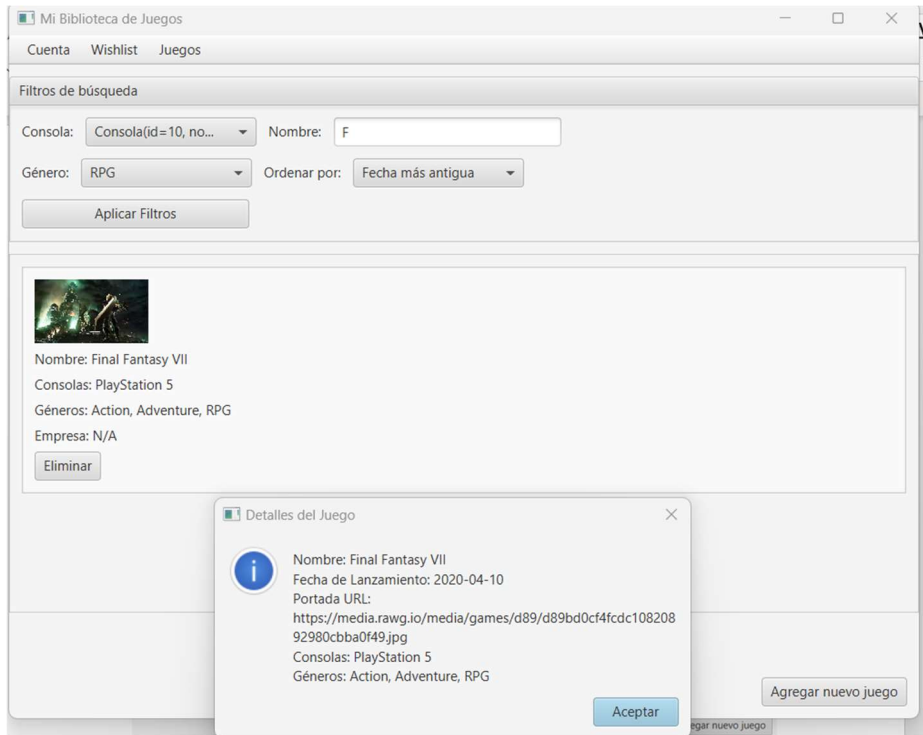 Mi Biblioteca de Juegos
Cuenta Wishlist Juegos
Filtros de búsqueda
Consola: Consola(id=10, no... Nombre: F
Género: RPG Ordenar por: Fecha más antigua
Aplicar Filtros
Nombre: Final Fantasy VII
Consolas: PlayStation 5
Géneros: Action, Adventure, RPG
Empresa: N/A
Eliminar
Detalles del Juego
Nombre: Final Fantasy VII
Fecha de Lanzamiento: 2020-04-10
Portada URL:
https://media.rawg.io/media/games/d89/d89bd0cf4fcdc108208
92980cbba0f49.jpg
Consolas: PlayStation 5
Géneros: Action, Adventure, RPG
Aceptar
Agregar nuevo juego
nuevo juego